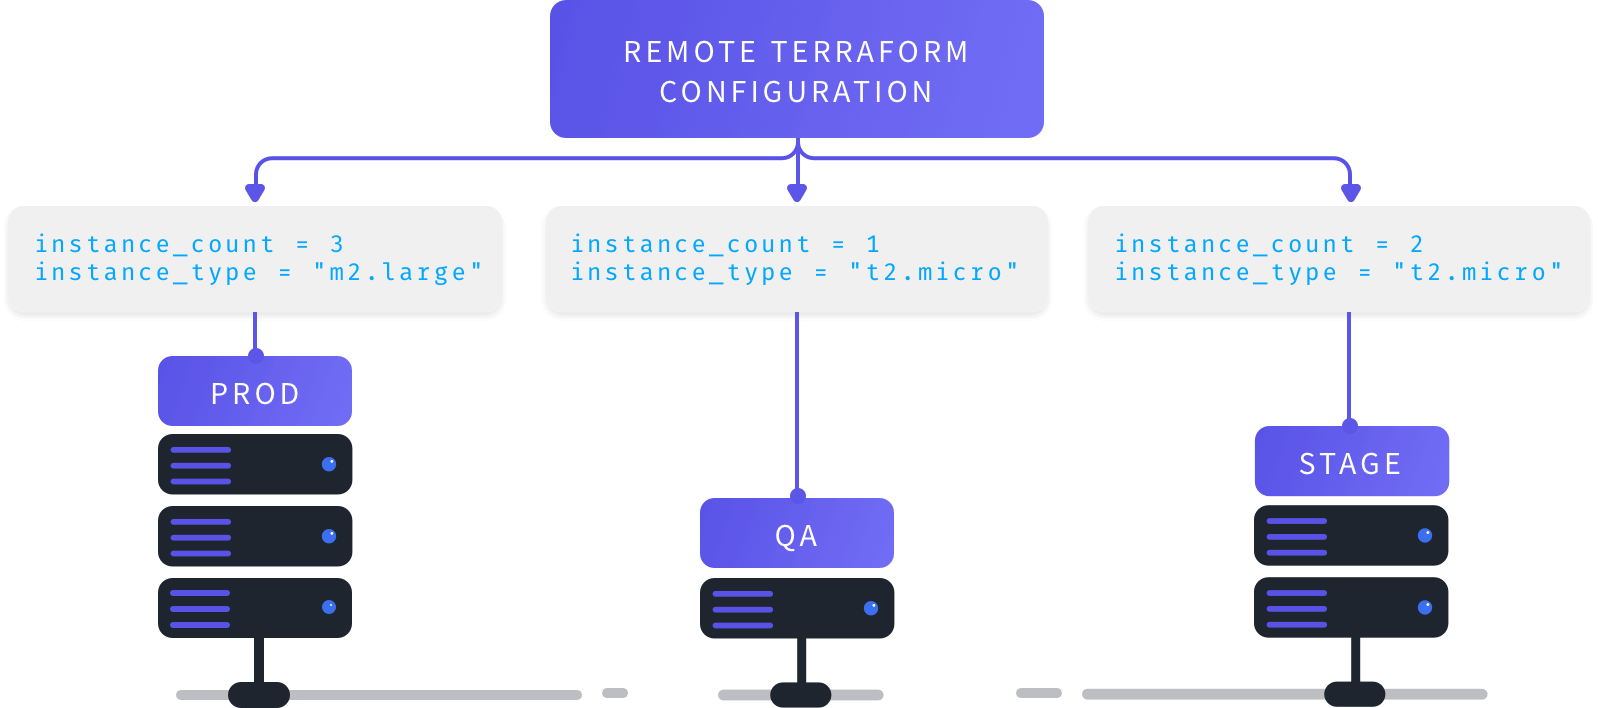 REMOTE TERRAFORM
CONFIGURATION
instance_count = 3
instance_type = "m2.large"
instance_count = 1
instance_type = "t2.micro"
instance_count = 2
instance_type = "t2.micro"
PROD
STAGE
QA